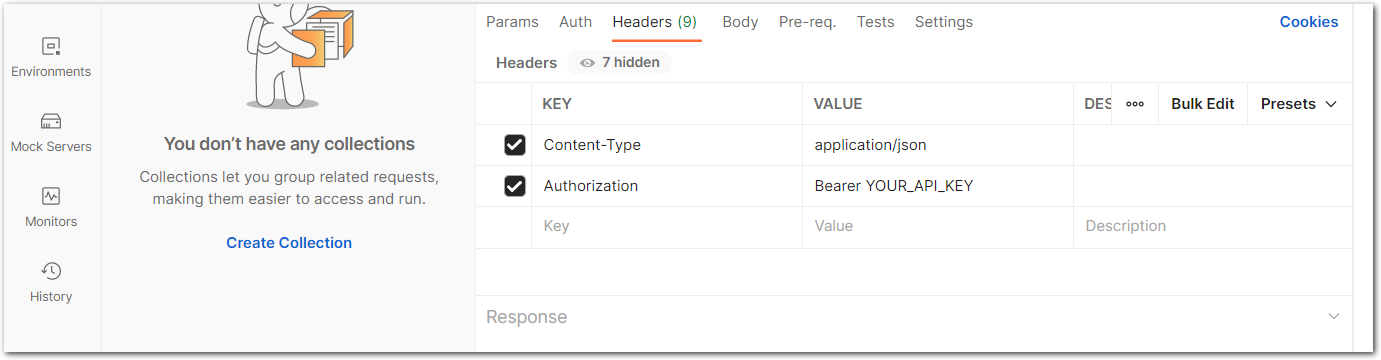 Environments
Mock Servers
Monitors
History
You don’t have any collections
Collections let you group related requests,
making them easier to access and run.
Create Collection
Params Auth Headers (9) Body Pre-req. Tests Settings Cookies
Headers 7 hidden
KEY VALUE DES Bulk Edit Presets
Content-Type application/json
Authorization Bearer YOUR_API_KEY
Key Value Description
Response